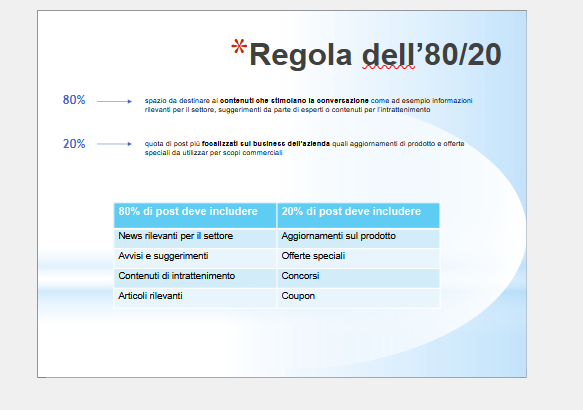 *Regola dell'80/20
80%
spazio da destinare ai contenuti che stimolano la conversazione come ad esempio informazioni
rilevanti per il settore, suggerimenti da parte di esperti o contenuti per l'intrattenimento
20%
quota di post più focalizzati sul business dell'azienda quali aggiornamenti di prodotto e offerte
speciali da utilizzar per scopi commerciali
80% di post deve includere 20% di post deve includere
News rilevanti per il settore Aggiornamenti sul prodotto
Avvisi e suggerimenti Offerte speciali
Contenuti di intrattenimento Concorsi
Articoli rilevanti Coupon